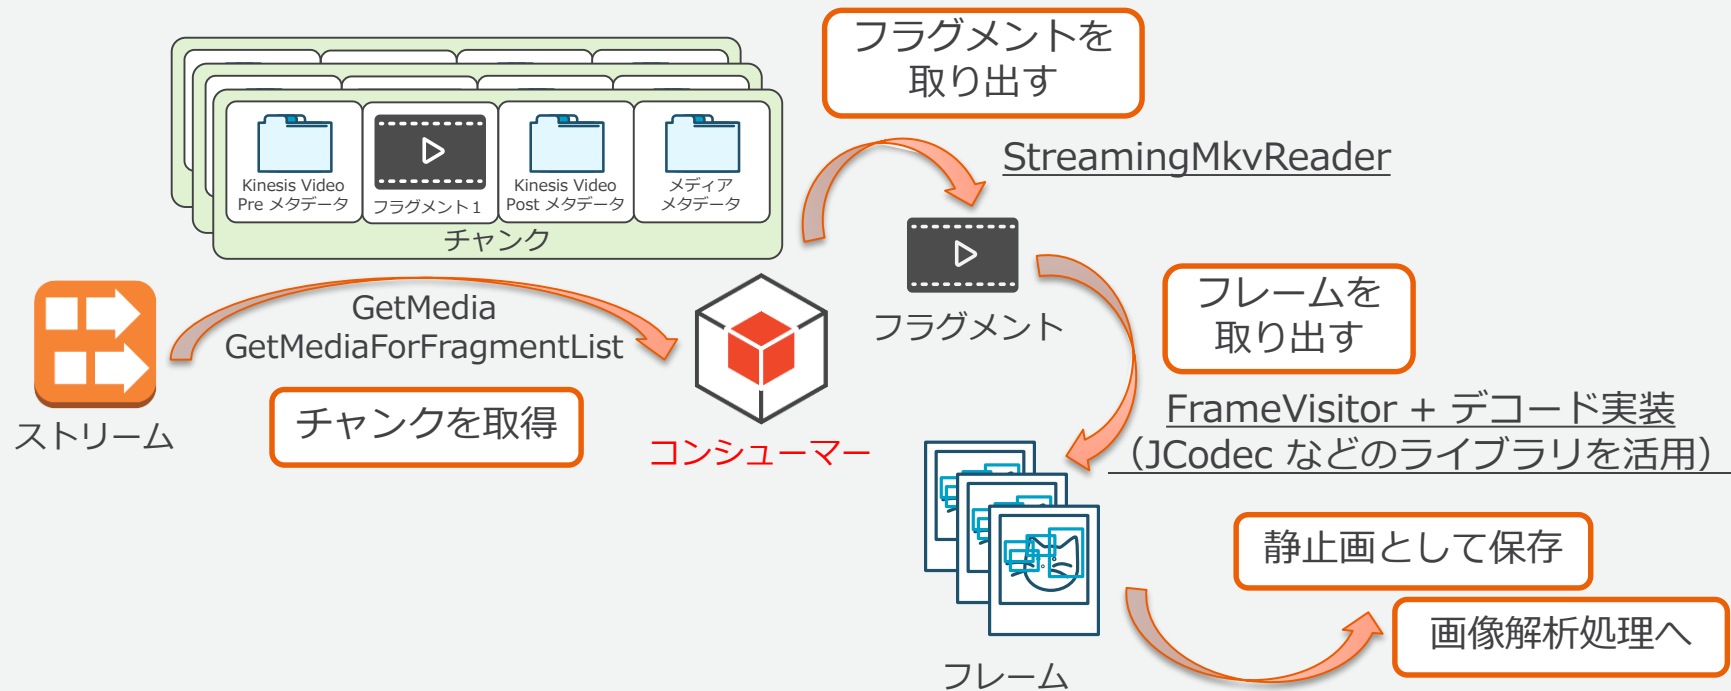 フラグメントを
取り出す
Kinesis Video
Pre メタデータ
フラグメント1
Kinesis Video
Post メタデータ
メディア
メタデータ
チャンク
StreamingMkvReader
GetMedia
GetMediaForFragmentList
チャンクを取得
ストリーム
コンシューマー
フラグメント
フレームを
取り出す
FrameVisitor + デコード実装
（JCodec などのライブラリを活用）
静止画として保存
画像解析処理へ
フレーム